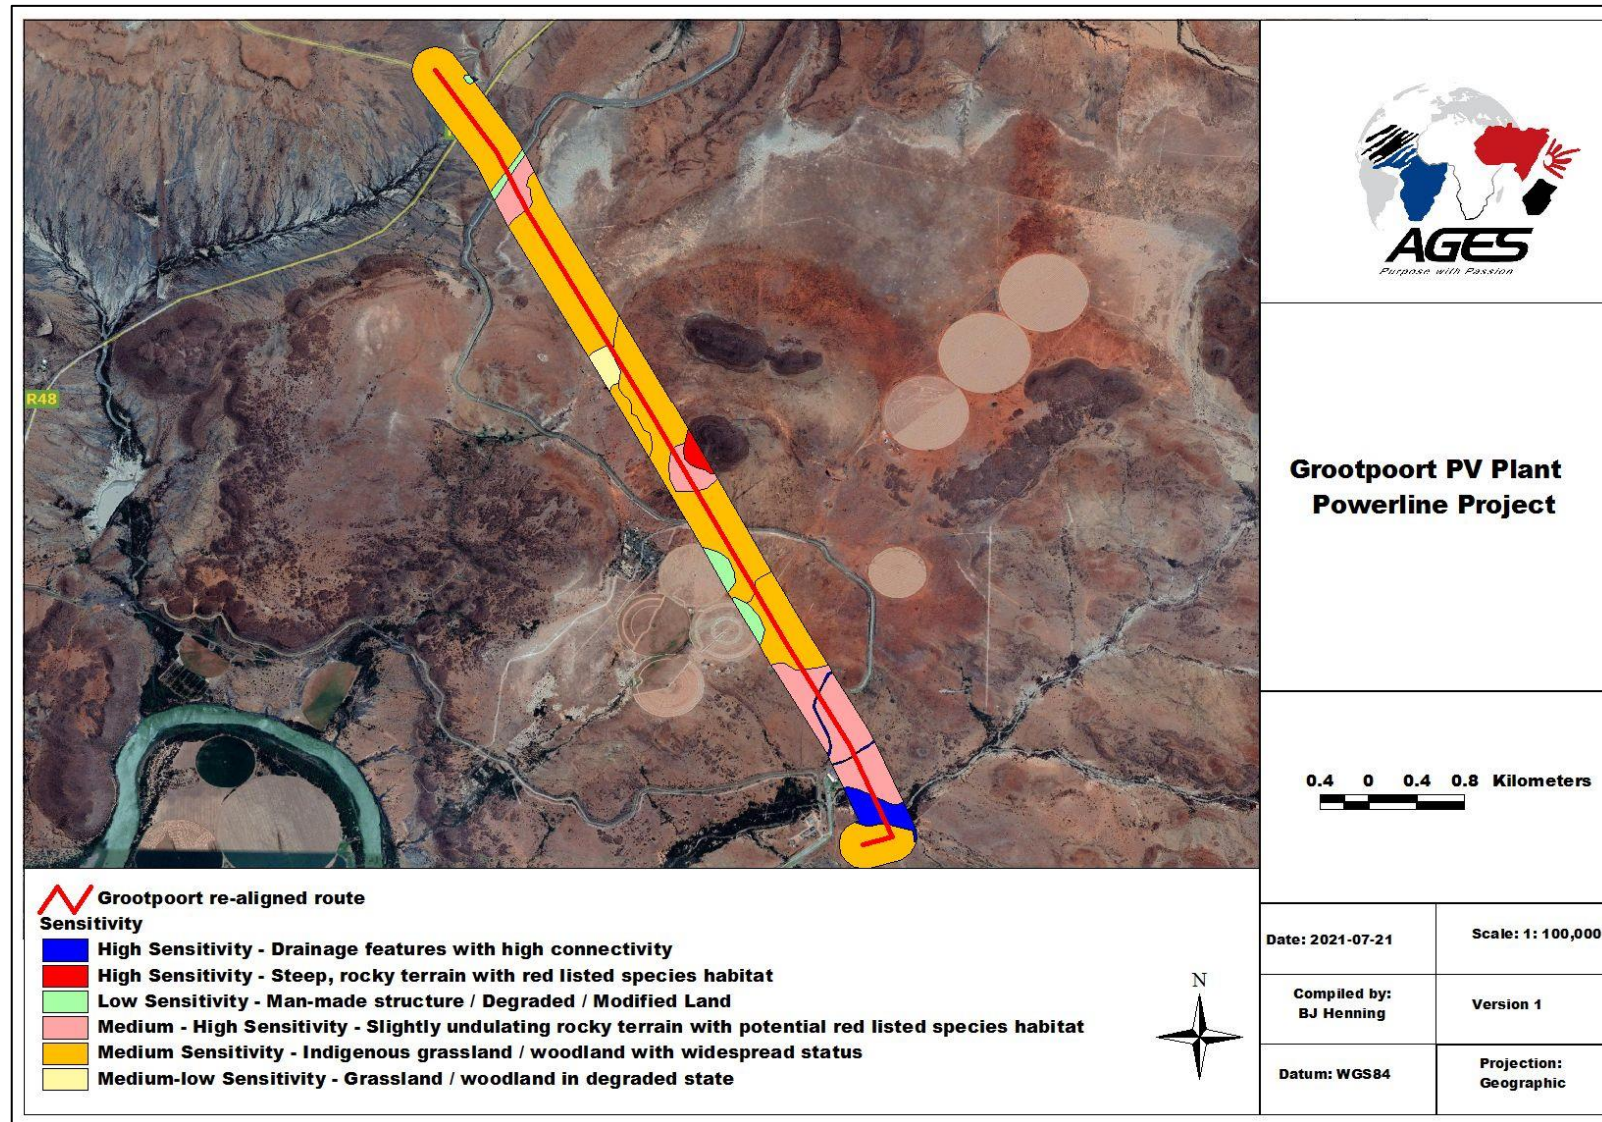 R48
AGES
Purpose with Passion
Grootpoort PV Plant
Powerline Project
0.4 0 0.4 0.8 Kilometers
Grootpoort re-aligned route
Sensitivity
High Sensitivity - Drainage features with high connectivity
High Sensitivity - Steep, rocky terrain with red listed species habitat
Low Sensitivity - Man-made structure / Degraded / Modified Land
Medium - High Sensitivity - Slightly undulating rocky terrain with potential red listed species habitat
Medium Sensitivity - Indigenous grassland / woodland with widespread status
Medium-low Sensitivity - Grassland / woodland in degraded state
N
Date: 2021-07-21
Scale: 1: 100,000
Compiled by:
BJ Henning
Version 1
Datum: WGS84
Projection:
Geographic